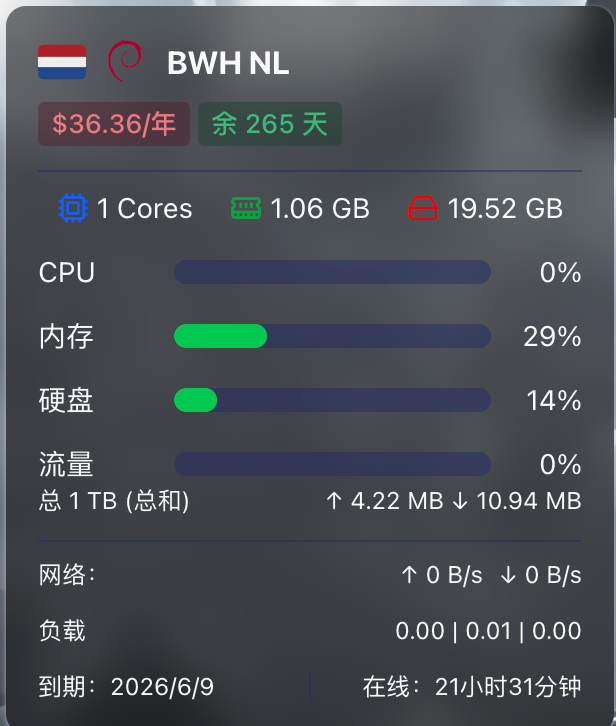 BWH NL
$36.36/年 余 265 天
1 Cores 1.06 GB 19.52 GB
CPU 0%
内存 29%
硬盘 14%
流量 0%
总 1 TB (总和) ↑ 4.22 MB ↓ 10.94 MB
网络： ↑ 0 B/s ↓ 0 B/s
负载 0.00 | 0.01 | 0.00
到期：2026/6/9 在线：21小时31分钟